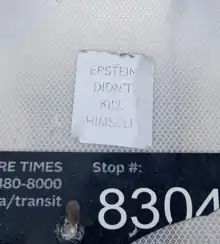 EPSTEIN
DIDN'T
KILL
HIMSELF
RE TIMES
Stop #:
480-8000
a/transit
8304